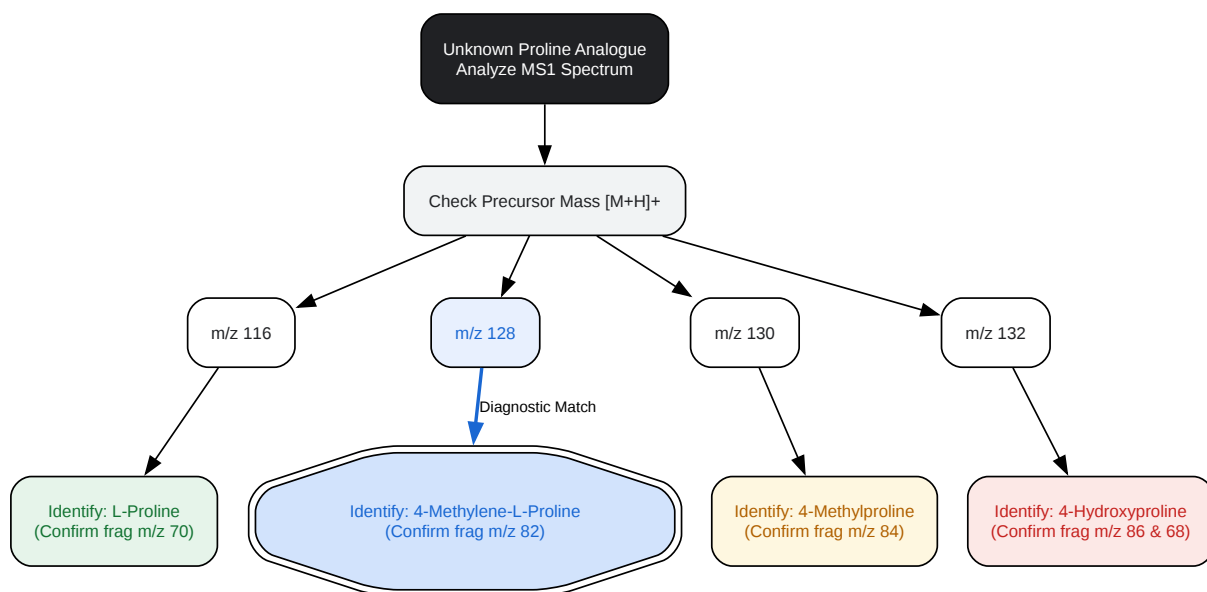 Unknown Proline Analogue
Analyze MS1 Spectrum
Check Precursor Mass [M+H]+
m/z 116
m/z 128
m/z 130
m/z 132
Diagnostic Match
Identify: L-Proline
(Confirm frag m/z 70)
Identify: 4-Methylene-L-Proline
(Confirm frag m/z 82)
Identify: 4-Methylproline
(Confirm frag m/z 84)
Identify: 4-Hydroxyproline
(Confirm frag m/z 86 & 68)